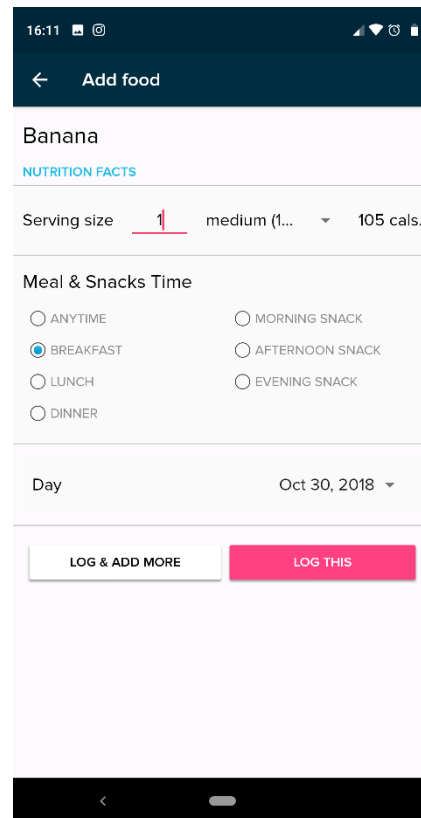 16:11
Add food
Banana
NUTRITION FACTS
Serving size 1 medium (1... 105 cals.
Meal & Snacks Time
ANYTIME MORNING SNACK
BREAKFAST AFTERNOON SNACK
LUNCH EVENING SNACK
DINNER
Day Oct 30, 2018
LOG & ADD MORE LOG THIS